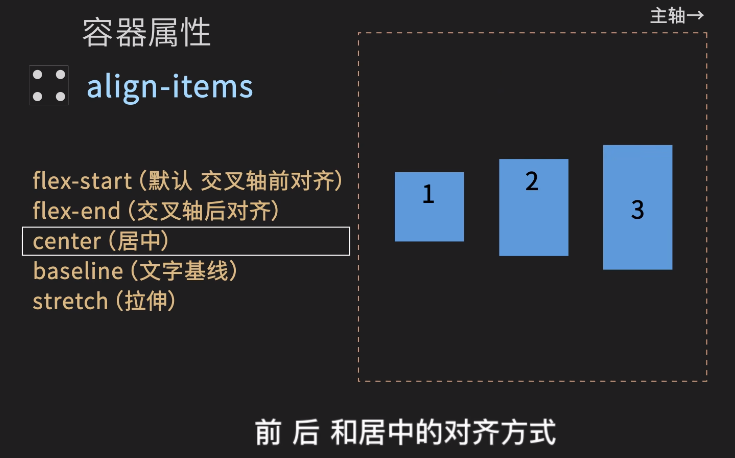 容器属性
主轴→
align-items
flex-start (默认 交叉轴前对齐)
flex-end (交叉轴后对齐)
center (居中)
baseline (文字基线)
stretch (拉伸)
1
2
3
前 后 和居中的对齐方式